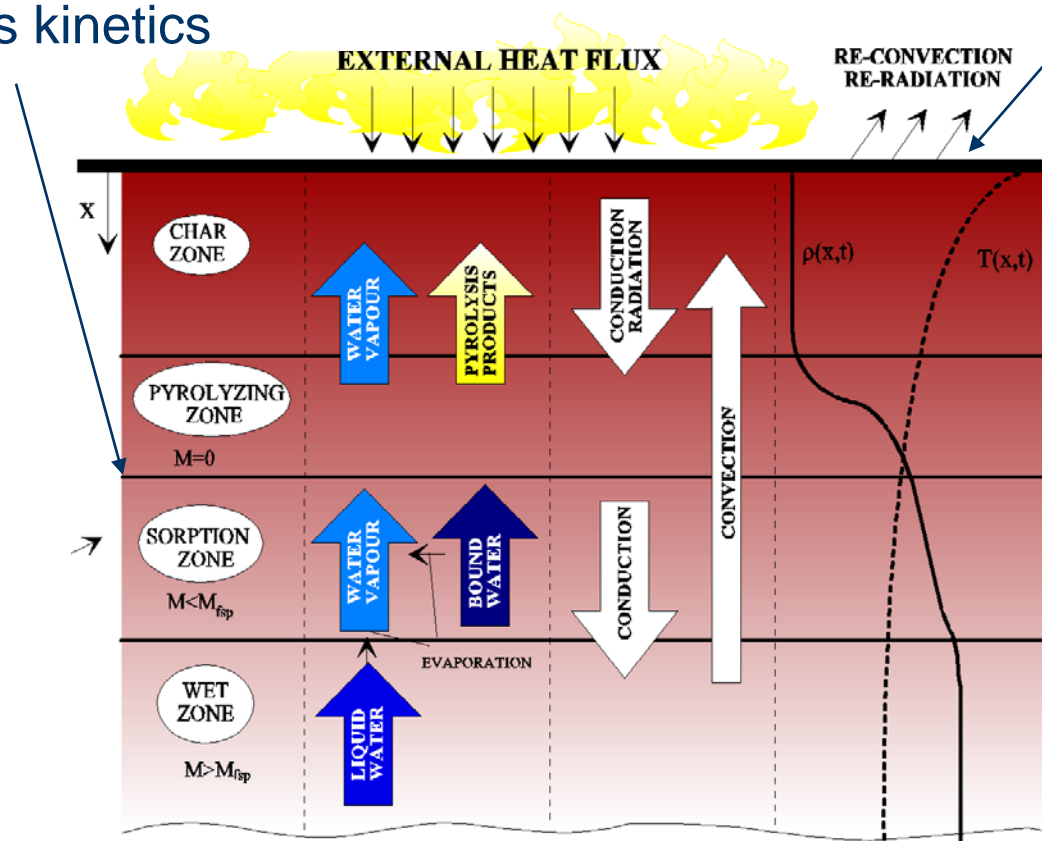 s kinetics
EXTERNAL HEAT FLUX
RE-CONVECTION
RE-RADIATION
X
CHAR
ZONE
WATER
VAPOUR
PYROLYSIS
PRODUCTS
CONDUCTION
RADIATION
CONVECTION
ρ(x,t)
T(x,t)
PYROLYZING
ZONE
M=0
SORPTION
ZONE
M<Mfsp
WATER
VAPOUR
BOUND
WATER
CONDUCTION
EVAPORATION
WET
ZONE
M>Mfsp
LIQUID
WATER